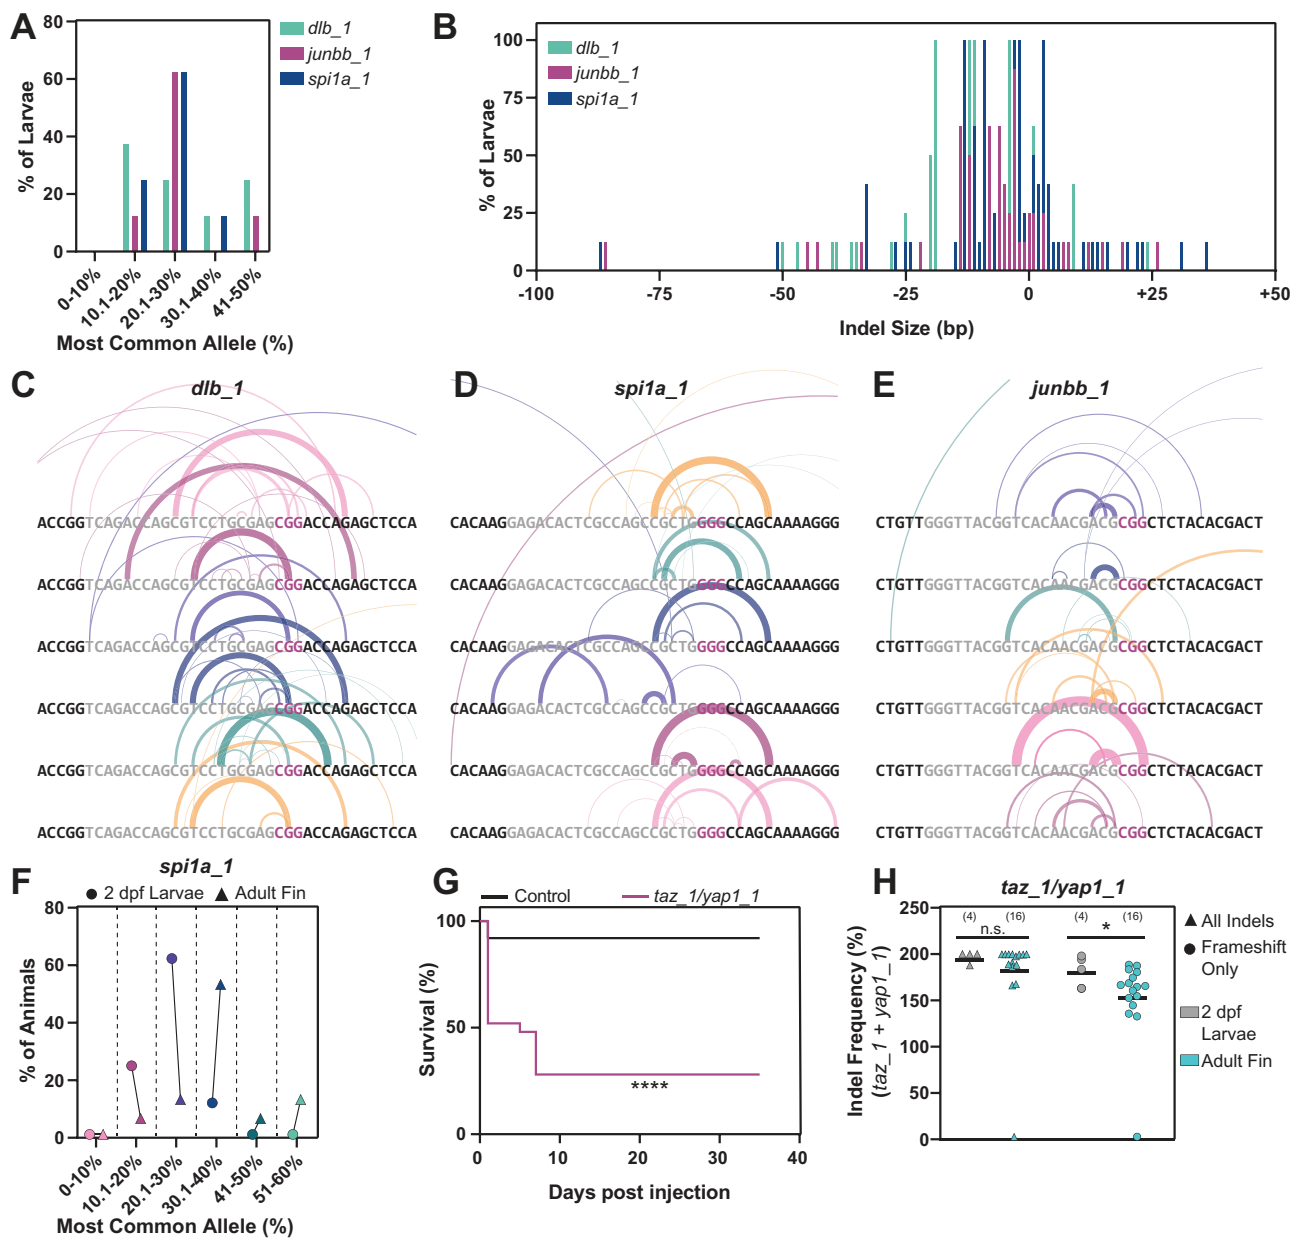 A
80
60
40
20
0
% of Larvae
0-10%
10.1-20%
20.1-30%
30.1-40%
41-50%
Most Common Allele (%)
dlb_1
junbb_1
spi1a_1
B
100
75
50
25
0
% of Larvae
dlb_1
junbb_1
spi1a_1
-100
-75
-50
-25
0
+25
+50
Indel Size (bp)
C
dlb_1
ACCGGTCAGACCAGCGTCCTGCGAGCGGACCAGAGCTCCA
ACCGGTCAGACCAGCGTCCTGCGAGCGGACCAGAGCTCCA
ACCGGTCAGACCAGCGTCCTGCGAGCGGACCAGAGCTCCA
ACCGGTCAGACCAGCGTCCTGCGAGCGGACCAGAGCTCCA
ACCGGTCAGACCAGCGTCCTGCGAGCGGACCAGAGCTCCA
ACCGGTCAGACCAGCGTCCTGCGAGCGGACCAGAGCTCCA
D
spi1a_1
CACAAGGAGACACTCGCCAGCCGCTGGGGCCAGCAAAAGGG
CACAAGGAGACACTCGCCAGCCGCTGGGGCCAGCAAAAGGG
CACAAGGAGACACTCGCCAGCCGCTGGGGCCAGCAAAAGGG
CACAAGGAGACACTCGCCAGCCGCTGGGGCCAGCAAAAGGG
CACAAGGAGACACTCGCCAGCCGCTGGGGCCAGCAAAAGGG
CACAAGGAGACACTCGCCAGCCGCTGGGGCCAGCAAAAGGG
E
junbb_1
CTGTTGGGTTACGGTCACAACGACGCGGCTCTACACGACT
CTGTTGGGTTACGGTCACAACGACGCGGCTCTACACGACT
CTGTTGGGTTACGGTCACAACGACGCGGCTCTACACGACT
CTGTTGGGTTACGGTCACAACGACGCGGCTCTACACGACT
CTGTTGGGTTACGGTCACAACGACGCGGCTCTACACGACT
CTGTTGGGTTACGGTCACAACGACGCGGCTCTACACGACT
F
spi1a_1
2 dpf Larvae
Adult Fin
80
60
40
20
0
% of Animals
0-10%
10.1-20%
20.1-30%
30.1-40%
41-50%
51-60%
Most Common Allele (%)
G
Control
taz_1/yap1_1
100
50
0
Survival (%)
****
0
10
20
30
40
Days post injection
H
taz_1/yap1_1
250
200
150
100
50
0
Indel Frequency (%)
(taz_1 + yap1_1)
(4)
(16)
(4)
(16)
n.s.
*
All Indels
Frameshift
Only
2 dpf
Larvae
Adult Fin